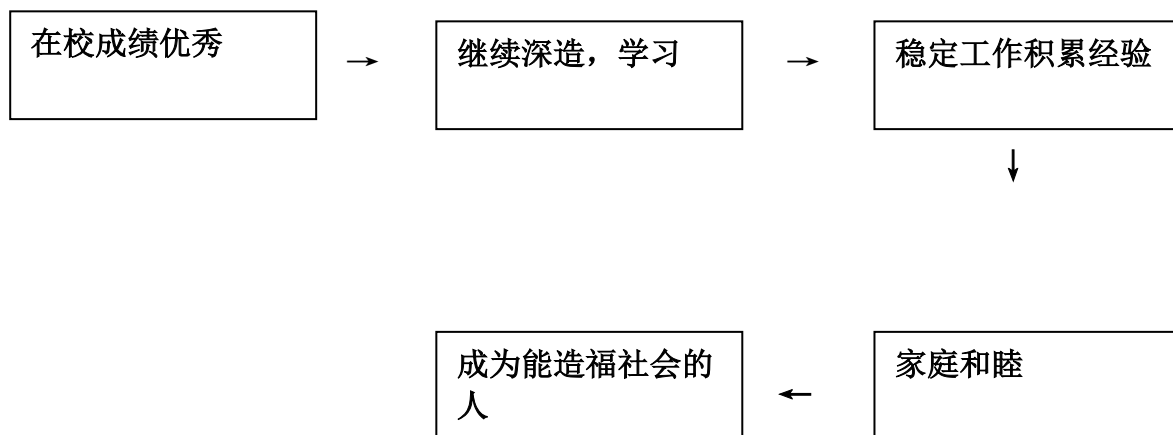 在校成绩优秀
继续深造，学习
稳定工作积累经验
家庭和睦
成为能造福社会的
人